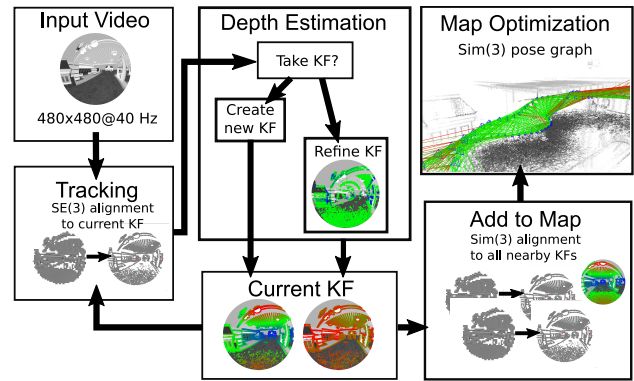 Input Video
480x480@40 Hz
Tracking
SE(3) alignment
to current KF
Depth Estimation
Take KF?
Create
new KF
Refine KF
Current KF
Map Optimization
Sim(3) pose graph
Add to Map
Sim(3) alignment
to all nearby KFs